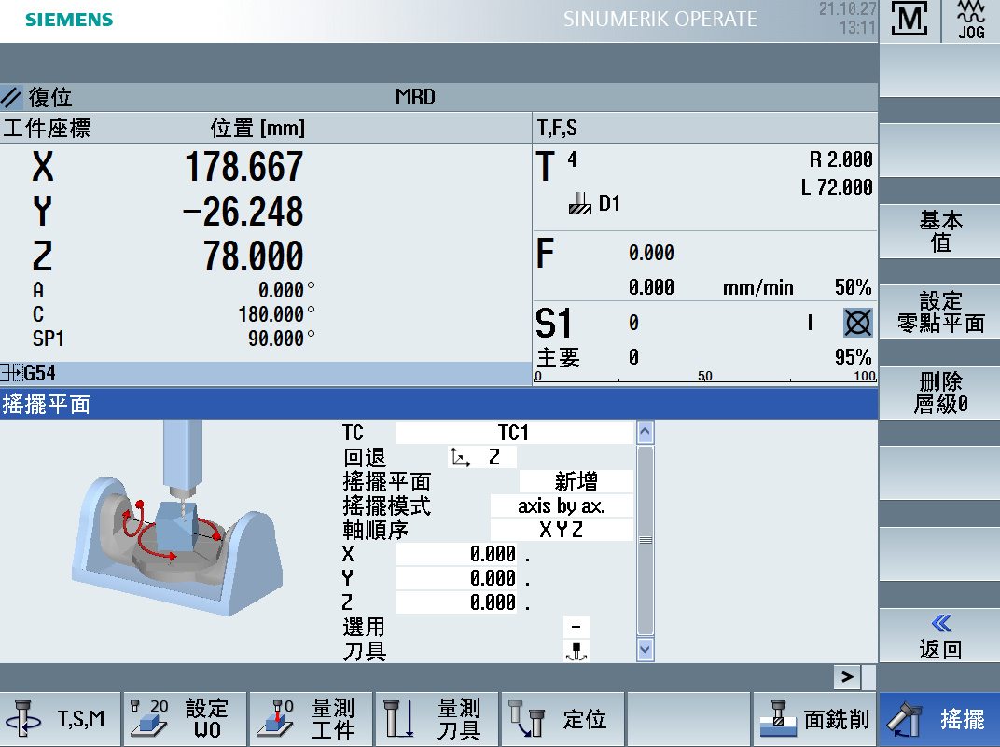 SIEMENS
SINUMERIK OPERATE
21.10.27
13:11
M
JOG
復位
MRD
工件座標 位置 [mm]
T,F,S
X 178.667
Y -26.248
Z 78.000
A 0.000°
C 180.000°
SP1 90.000°
G54
T 4 R 2.000
L 72.000
D1
F 0.000
0.000 mm/min 50%
S1 0 I
主要 0 95%
0 50 100
基本
值
設定
零點平面
刪除
層級0
返回
搖擺平面
TC TC1
回退 Z
搖擺平面 新增
搖擺模式 axis by ax.
軸順序 X Y Z
X 0.000 .
Y 0.000 .
Z 0.000 .
選用 -
刀具
>
T,S,M
20 設定
WO
0 量測
工件
量測
刀具
定位
面銑削
搖擺